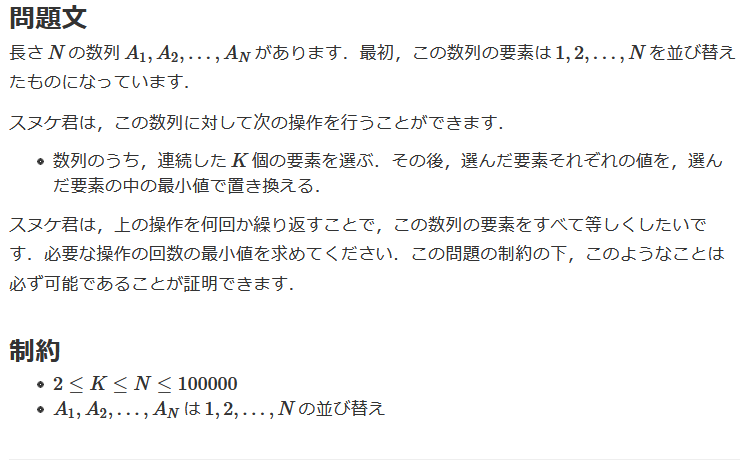 問題文
長さ N の数列 A1, A2, ..., AN があります．最初，この数列の要素は 1, 2, ..., N を並び替え
たものになっています．
スヌケ君は，この数列に対して次の操作を行うことができます．
• 数列のうち，連続した K 個の要素を選ぶ．その後，選んだ要素それぞれの値を，選ん
だ要素の中の最小値で置き換える．
スヌケ君は，上の操作を何回か繰り返すことで，この数列の要素をすべて等しくしたいで
す．必要な操作の回数の最小値を求めてください．この問題の制約の下，このようなことは
必ず可能であることが証明できます．
制約
• 2 ≤ K ≤ N ≤ 100000
• A1, A2, ..., AN は 1, 2, ..., N の並び替え